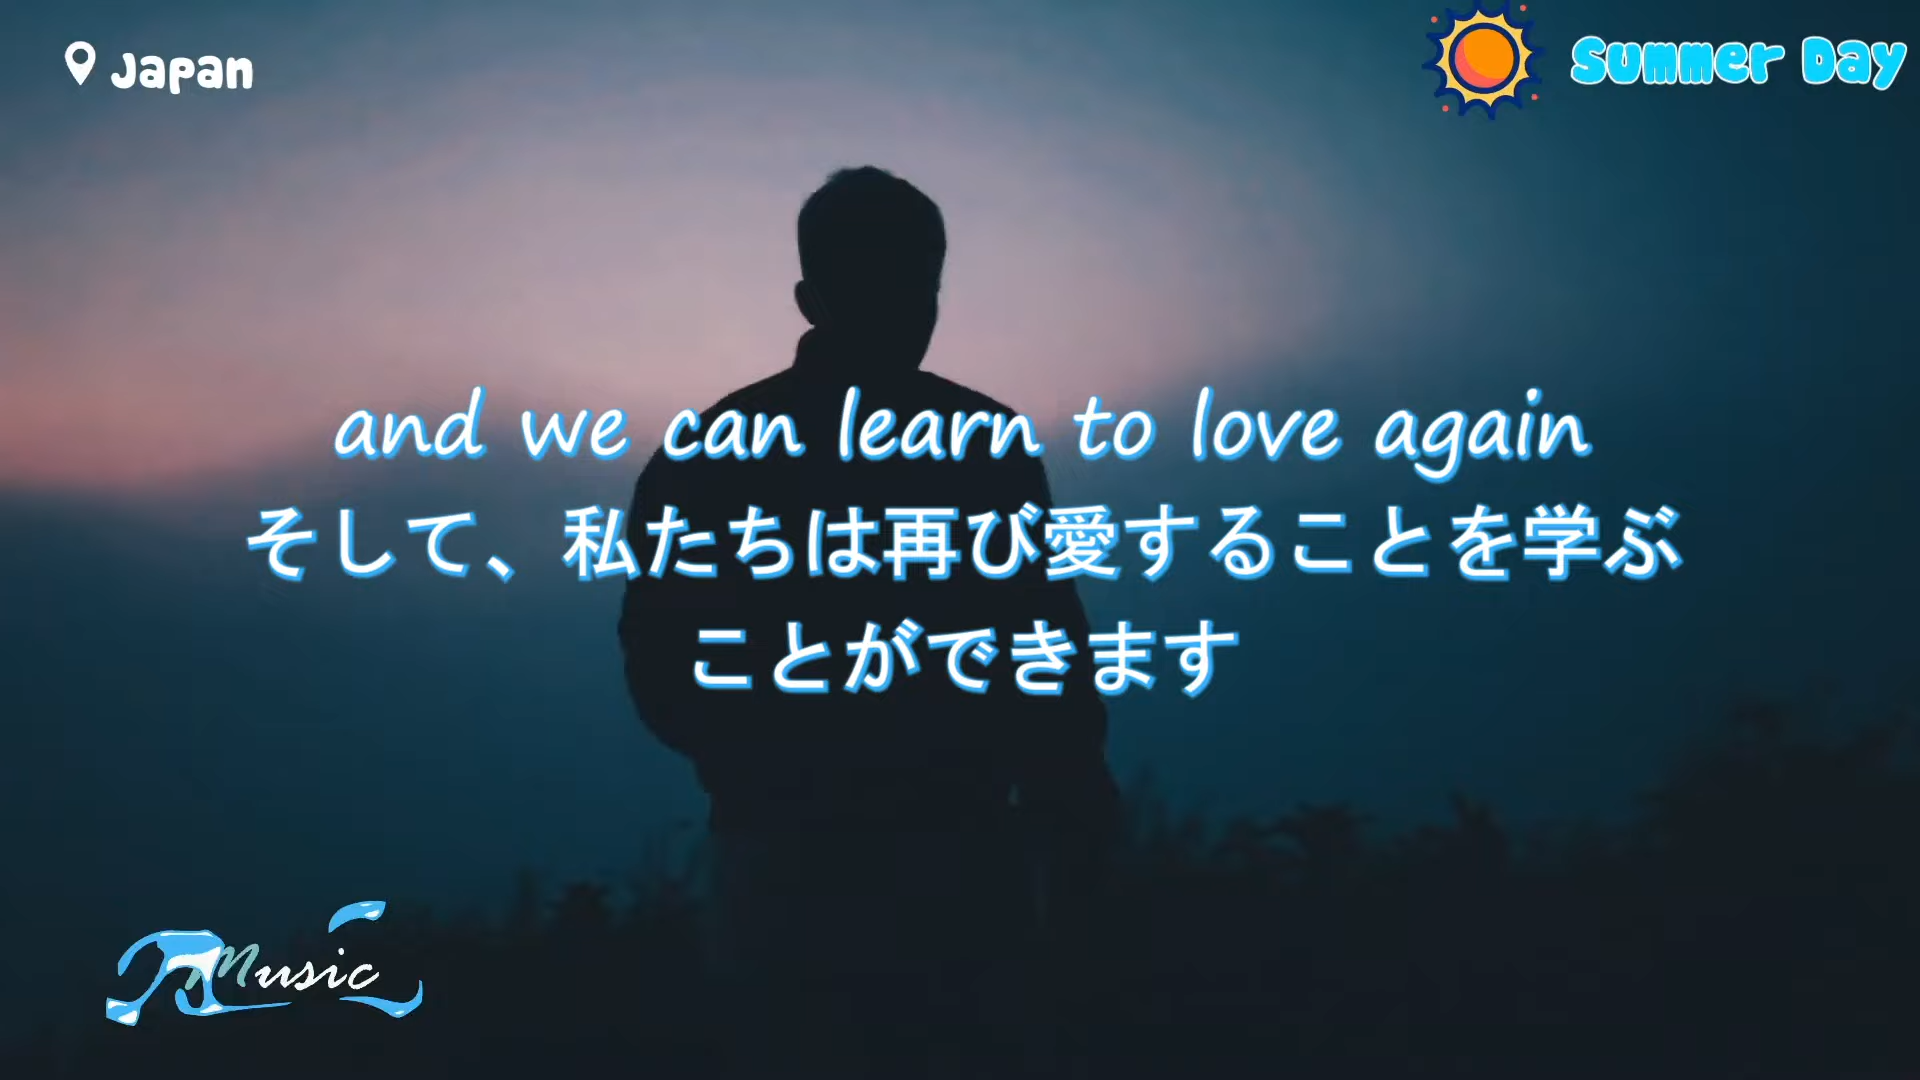 Japan
Summer Day
and we can learn to love again
そして、私たちは再び愛することを学ぶ
ことができます
Music